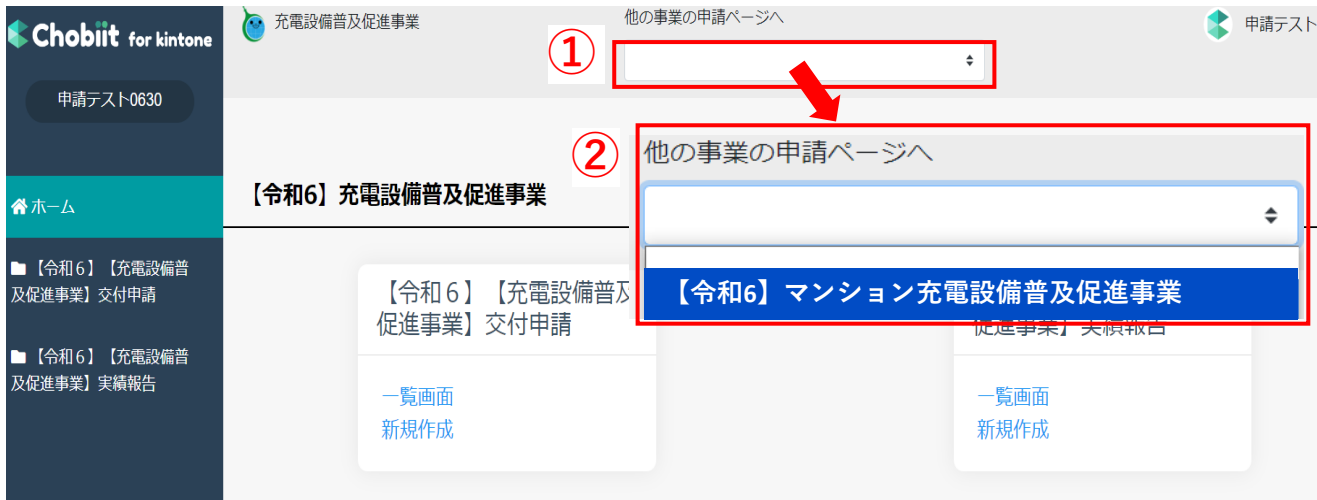 Chobiit for kintone
申請テスト0630
ホーム
【令和6】【充電設備普
及促進事業】交付申請
【令和6】【充電設備普
及促進事業】実績報告
充電設備普及促進事業
他の事業の申請ページへ
申請テスト
①
②
他の事業の申請ページへ
【令和6】マンション充電設備普及促進事業
【令和6】充電設備普及促進事業
【令和6】【充電設備普及
促進事業】交付申請
一覧画面
新規作成
促進事業】実績報告
一覧画面
新規作成